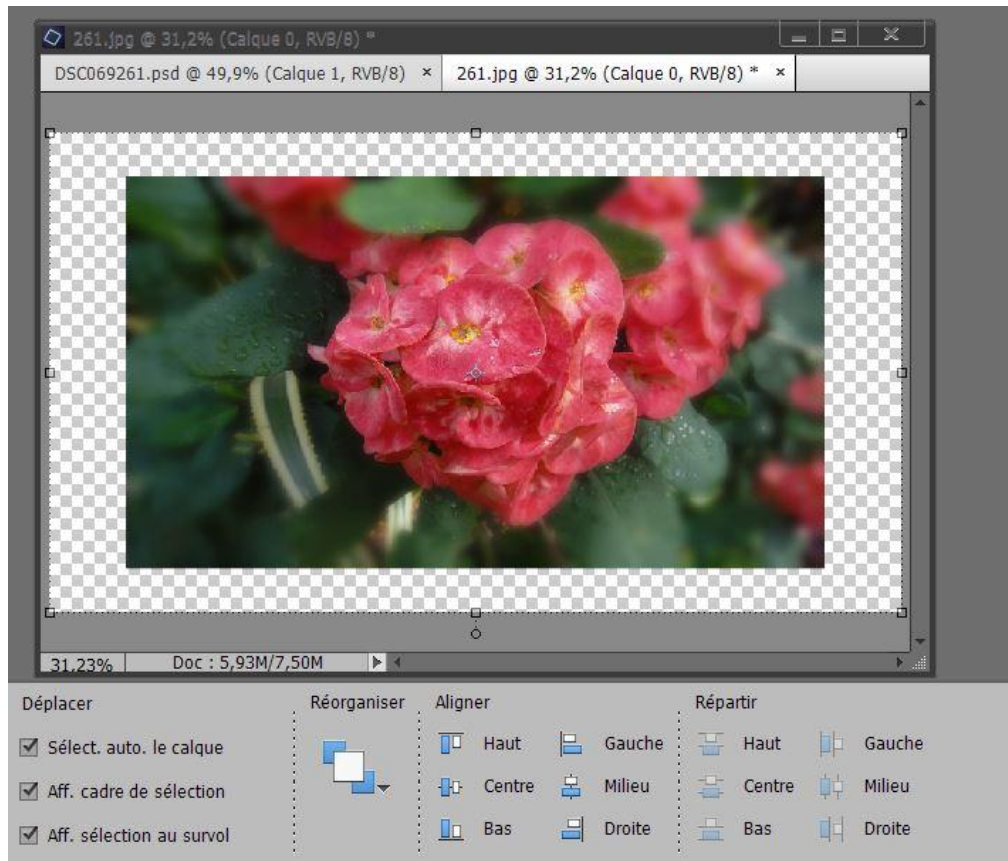 261.jpg @ 31,2% (Calque 0, RVB/8) *
DSC069261.psd @ 49,9% (Calque 1, RVB/8) × 261.jpg @ 31,2% (Calque 0, RVB/8) * ×
31,23% Doc : 5,93M/7,50M
Déplacer Réorganiser Aligner Répartir
Sélect. auto. le calque Haut Gauche Haut Gauche
Aff. cadre de sélection Centre Milieu Centre Milieu
Aff. sélection au survol Bas Droite Bas Droite